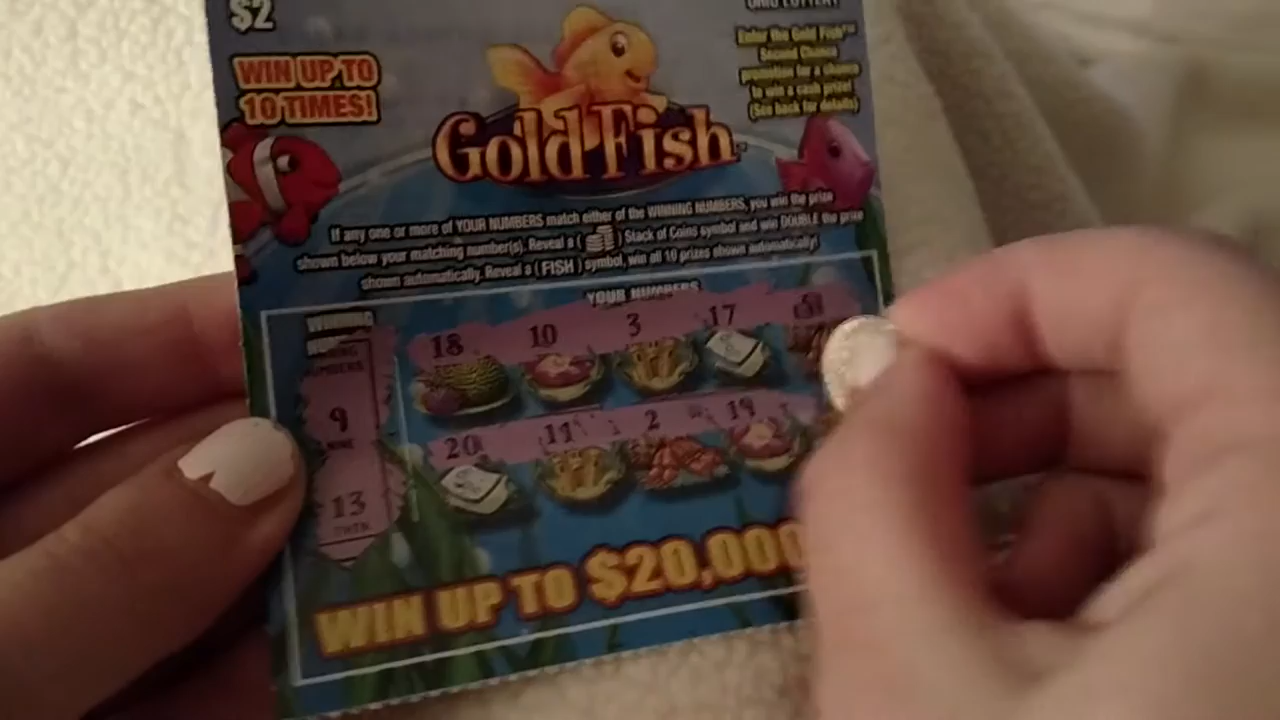 $2
OHIO LOTTERY
WIN UP TO
10 TIMES!
Enter the Gold Fish™
Second Chance
promotion for a chance
to win a cash prize!
(See back for details)
Gold Fish™
If any one or more of YOUR NUMBERS match either of the WINNING NUMBERS, you win the prize
shown below your matching number(s). Reveal a ( ) Stack of Coins symbol and win DOUBLE the prize
shown automatically. Reveal a ( FISH ) symbol, win all 10 prizes shown automatically!
WINNING
NUMBERS
YOUR NUMBERS
18 10 3 17
9
NINE
20 11 2 19
13
WIN UP TO $20,000